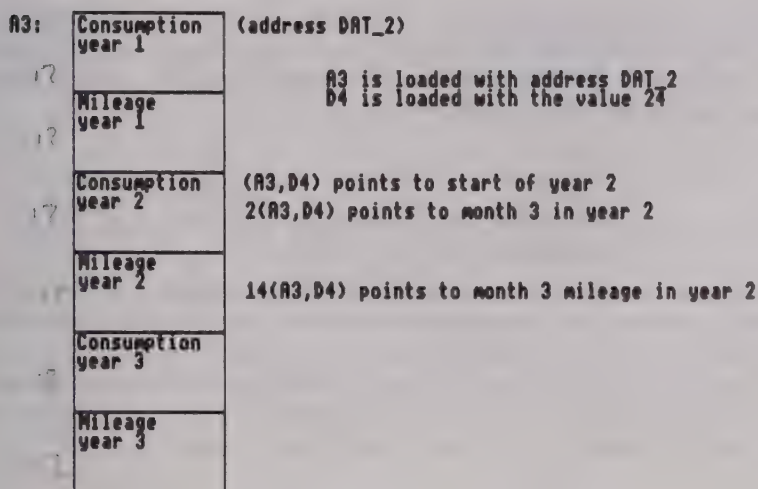 A3:
Consumption
year 1
(address DAT_2)
A3 is loaded with address DAT_2
D4 is loaded with the value 24
Mileage
year 1
Consumption
year 2
(A3,D4) points to start of year 2
2(A3,D4) points to month 3 in year 2
Mileage
year 2
14(A3,D4) points to month 3 mileage in year 2
Consumption
year 3
Mileage
year 3